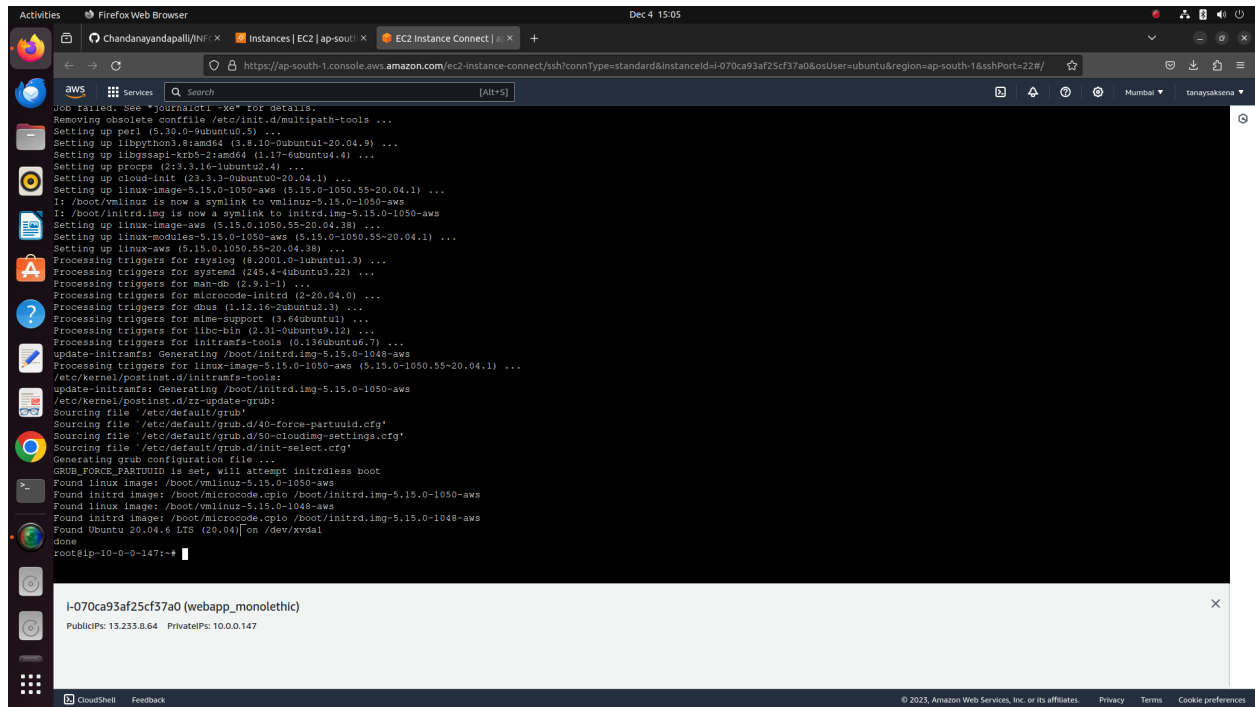 Activities Firefox Web Browser Dec 4 15:05
Chandanayandapalli/INF Instances | EC2 | ap-south EC2 Instance Connect | a
https://ap-south-1.console.aws.amazon.com/ec2-instance-connect/ssh?connType=standard&instanceId=i-070ca93af25cf37a0&osUser=ubuntu&region=ap-south-1&sshPort=22#/
aws Services Search [Alt+S] Mumbai tanaysaksena
Job failed. See "journalctl -xe" for details.
Removing obsolete conffile /etc/init.d/multipath-tools ...
Setting up perl (5.30.0-9ubuntu0.5) ...
Setting up libpython3.8:amd64 (3.8.10-0ubuntu1~20.04.9) ...
Setting up libgssapi-krb5-2:amd64 (1.17-6ubuntu4.4) ...
Setting up procps (2:3.3.16-1ubuntu2.4) ...
Setting up cloud-init (23.3.3-0ubuntu0~20.04.1) ...
Setting up linux-image-5.15.0-1050-aws (5.15.0-1050.55~20.04.1) ...
I: /boot/vmlinuz is now a symlink to vmlinuz-5.15.0-1050-aws
I: /boot/initrd.img is now a symlink to initrd.img-5.15.0-1050-aws
Setting up linux-image-aws (5.15.0.1050.55~20.04.38) ...
Setting up linux-modules-5.15.0-1050-aws (5.15.0-1050.55~20.04.1) ...
Setting up linux-aws (5.15.0.1050.55~20.04.38) ...
Processing triggers for rsyslog (8.2001.0-1ubuntu1.3) ...
Processing triggers for systemd (245.4-4ubuntu3.22) ...
Processing triggers for man-db (2.9.1-1) ...
Processing triggers for microcode-initrd (2~20.04.0) ...
Processing triggers for dbus (1.12.16-2ubuntu2.3) ...
Processing triggers for mime-support (3.64ubuntu1) ...
Processing triggers for libc-bin (2.31-0ubuntu9.12) ...
Processing triggers for initramfs-tools (0.136ubuntu6.7) ...
update-initramfs: Generating /boot/initrd.img-5.15.0-1048-aws
Processing triggers for linux-image-5.15.0-1050-aws (5.15.0-1050.55~20.04.1) ...
/etc/kernel/postinst.d/initramfs-tools:
update-initramfs: Generating /boot/initrd.img-5.15.0-1050-aws
/etc/kernel/postinst.d/zz-update-grub:
Sourcing file `/etc/default/grub'
Sourcing file `/etc/default/grub.d/40-force-partuuid.cfg'
Sourcing file `/etc/default/grub.d/50-cloudimg-settings.cfg'
Sourcing file `/etc/default/grub.d/init-select.cfg'
Generating grub configuration file ...
GRUB_FORCE_PARTUUID is set, will attempt initrdless boot
Found linux image: /boot/vmlinuz-5.15.0-1050-aws
Found initrd image: /boot/microcode.cpio /boot/initrd.img-5.15.0-1050-aws
Found linux image: /boot/vmlinuz-5.15.0-1048-aws
Found initrd image: /boot/microcode.cpio /boot/initrd.img-5.15.0-1048-aws
Found Ubuntu 20.04.6 LTS (20.04) on /dev/xvda1
done
root@ip-10-0-0-147:~#
i-070ca93af25cf37a0 (webapp_monolethic)
PublicIPs: 13.233.8.64 PrivateIPs: 10.0.0.147
CloudShell Feedback © 2023, Amazon Web Services, Inc. or its affiliates. Privacy Terms Cookie preferences